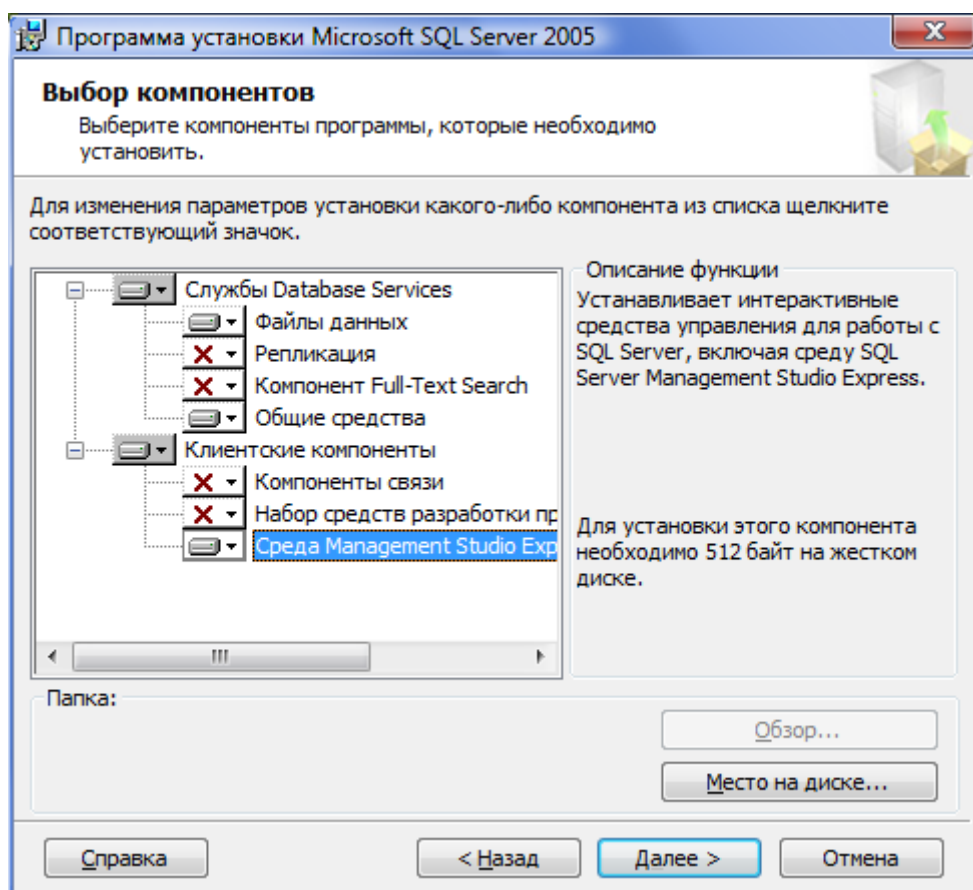 Программа установки Microsoft SQL Server 2005
Выбор компонентов
Выберите компоненты программы, которые необходимо
установить.
Для изменения параметров установки какого-либо компонента из списка щелкните
соответствующий значок.
Службы Database Services
Файлы данных
Репликация
Компонент Full-Text Search
Общие средства
Клиентские компоненты
Компоненты связи
Набор средств разработки пр
Среда Management Studio Exp
Описание функции
Устанавливает интерактивные
средства управления для работы с
SQL Server, включая среду SQL
Server Management Studio Express.
Для установки этого компонента
необходимо 512 байт на жестком
диске.
Папка:
Обзор...
Место на диске...
Справка
< Назад
Далее >
Отмена